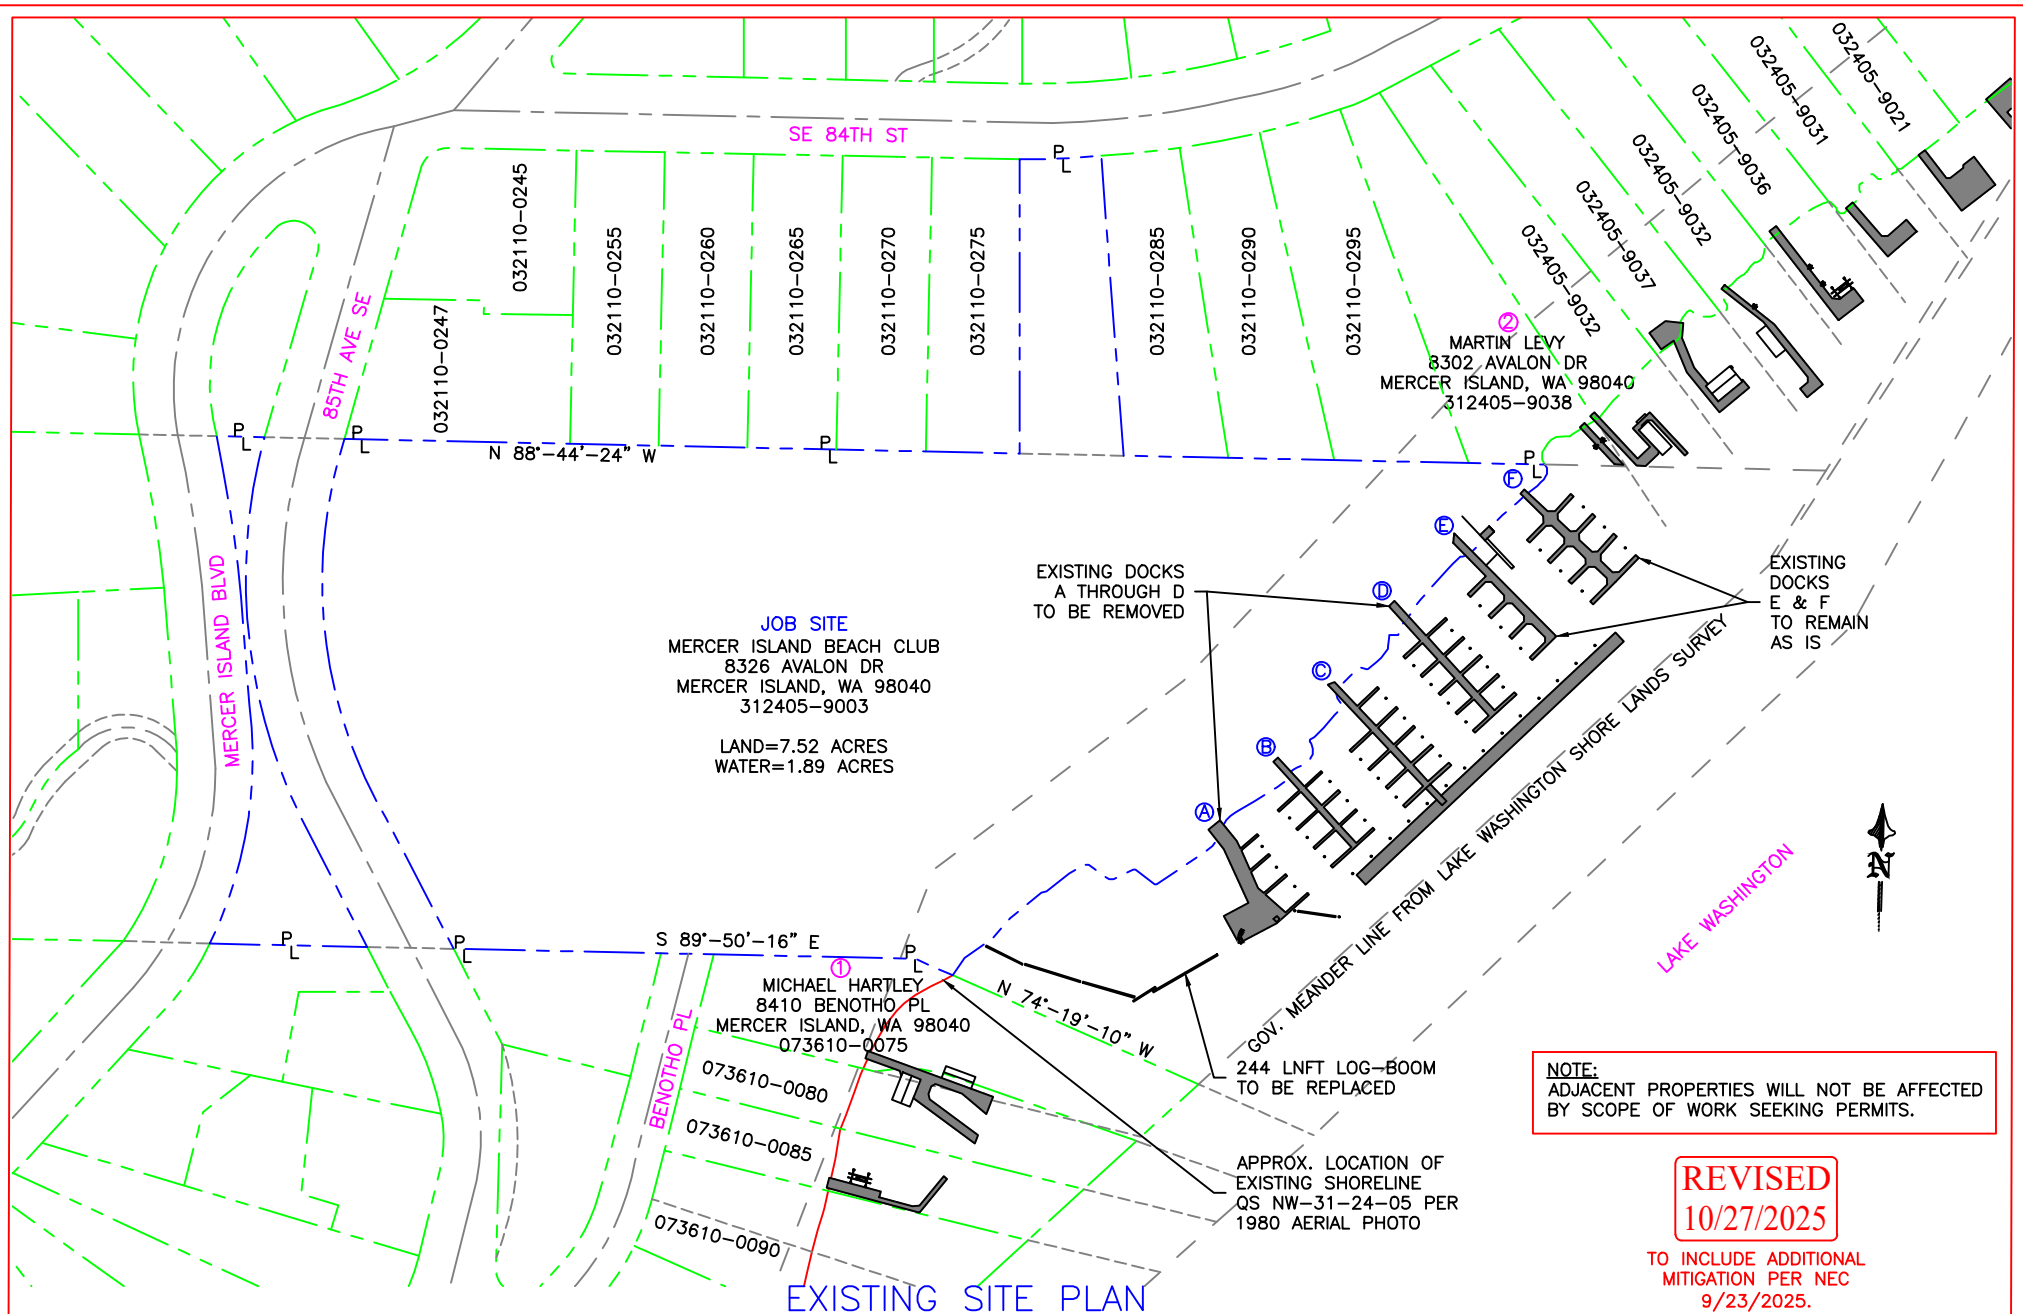 SE 84TH ST
85TH AVE SE
MERCER ISLAND BLVD
BENOTHO PL
032110-0245
032110-0247
032110-0255
032110-0260
032110-0265
032110-0270
032110-0275
032110-0285
032110-0290
032110-0295
032405-9032
032405-9037
032405-9032
032405-9036
032405-9031
032405-9021
PL
PL
PL
PL
PL
PL
PL
PL
N 88°-44'-24" W
2
MARTIN LEVY
8302 AVALON DR
MERCER ISLAND, WA 98040
312405-9038
F
E
D
C
B
A
EXISTING DOCKS
A THROUGH D
TO BE REMOVED
EXISTING
DOCKS
E & F
TO REMAIN
AS IS
JOB SITE
MERCER ISLAND BEACH CLUB
8326 AVALON DR
MERCER ISLAND, WA 98040
312405-9003
LAND=7.52 ACRES
WATER=1.89 ACRES
GOV. MEANDER LINE FROM LAKE WASHINGTON SHORE LANDS SURVEY
LAKE WASHINGTON
N
S 89°-50'-16" E
1
MICHAEL HARTLEY
8410 BENOTHO PL
MERCER ISLAND, WA 98040
073610-0075
073610-0080
073610-0085
073610-0090
N 74°-19'-10" W
244 LNFT LOG-BOOM
TO BE REPLACED
APPROX. LOCATION OF
EXISTING SHORELINE
QS NW-31-24-05 PER
1980 AERIAL PHOTO
NOTE:
ADJACENT PROPERTIES WILL NOT BE AFFECTED
BY SCOPE OF WORK SEEKING PERMITS.
REVISED
10/27/2025
TO INCLUDE ADDITIONAL
MITIGATION PER NEC
9/23/2025.
EXISTING SITE PLAN